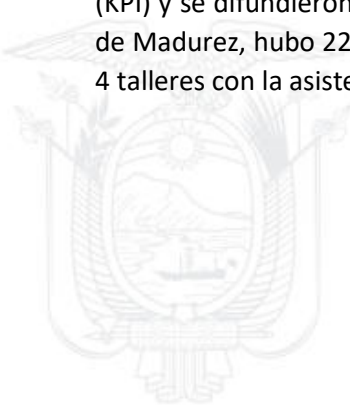 (KPI) y se difundieron
de Madurez, hubo 22
4 talleres con la asiste